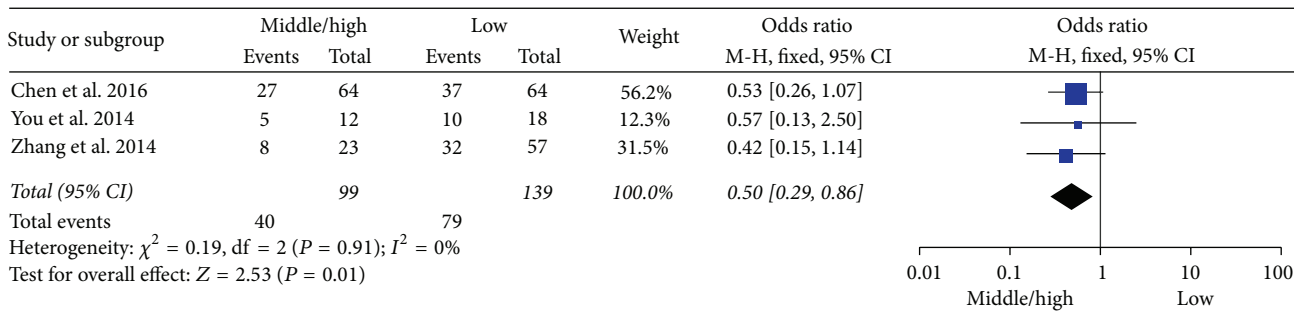 Study or subgroup Middle/high Low Weight Odds ratio Odds ratio
Events Total Events Total M-H, fixed, 95% CI M-H, fixed, 95% CI
Chen et al. 2016 27 64 37 64 56.2% 0.53 [0.26, 1.07]
You et al. 2014 5 12 10 18 12.3% 0.57 [0.13, 2.50]
Zhang et al. 2014 8 23 32 57 31.5% 0.42 [0.15, 1.14]
Total (95% CI) 99 139 100.0% 0.50 [0.29, 0.86]
Total events 40 79
Heterogeneity: χ² = 0.19, df = 2 (P = 0.91); I² = 0%
Test for overall effect: Z = 2.53 (P = 0.01)
0.01 0.1 1 10 100
Middle/high Low